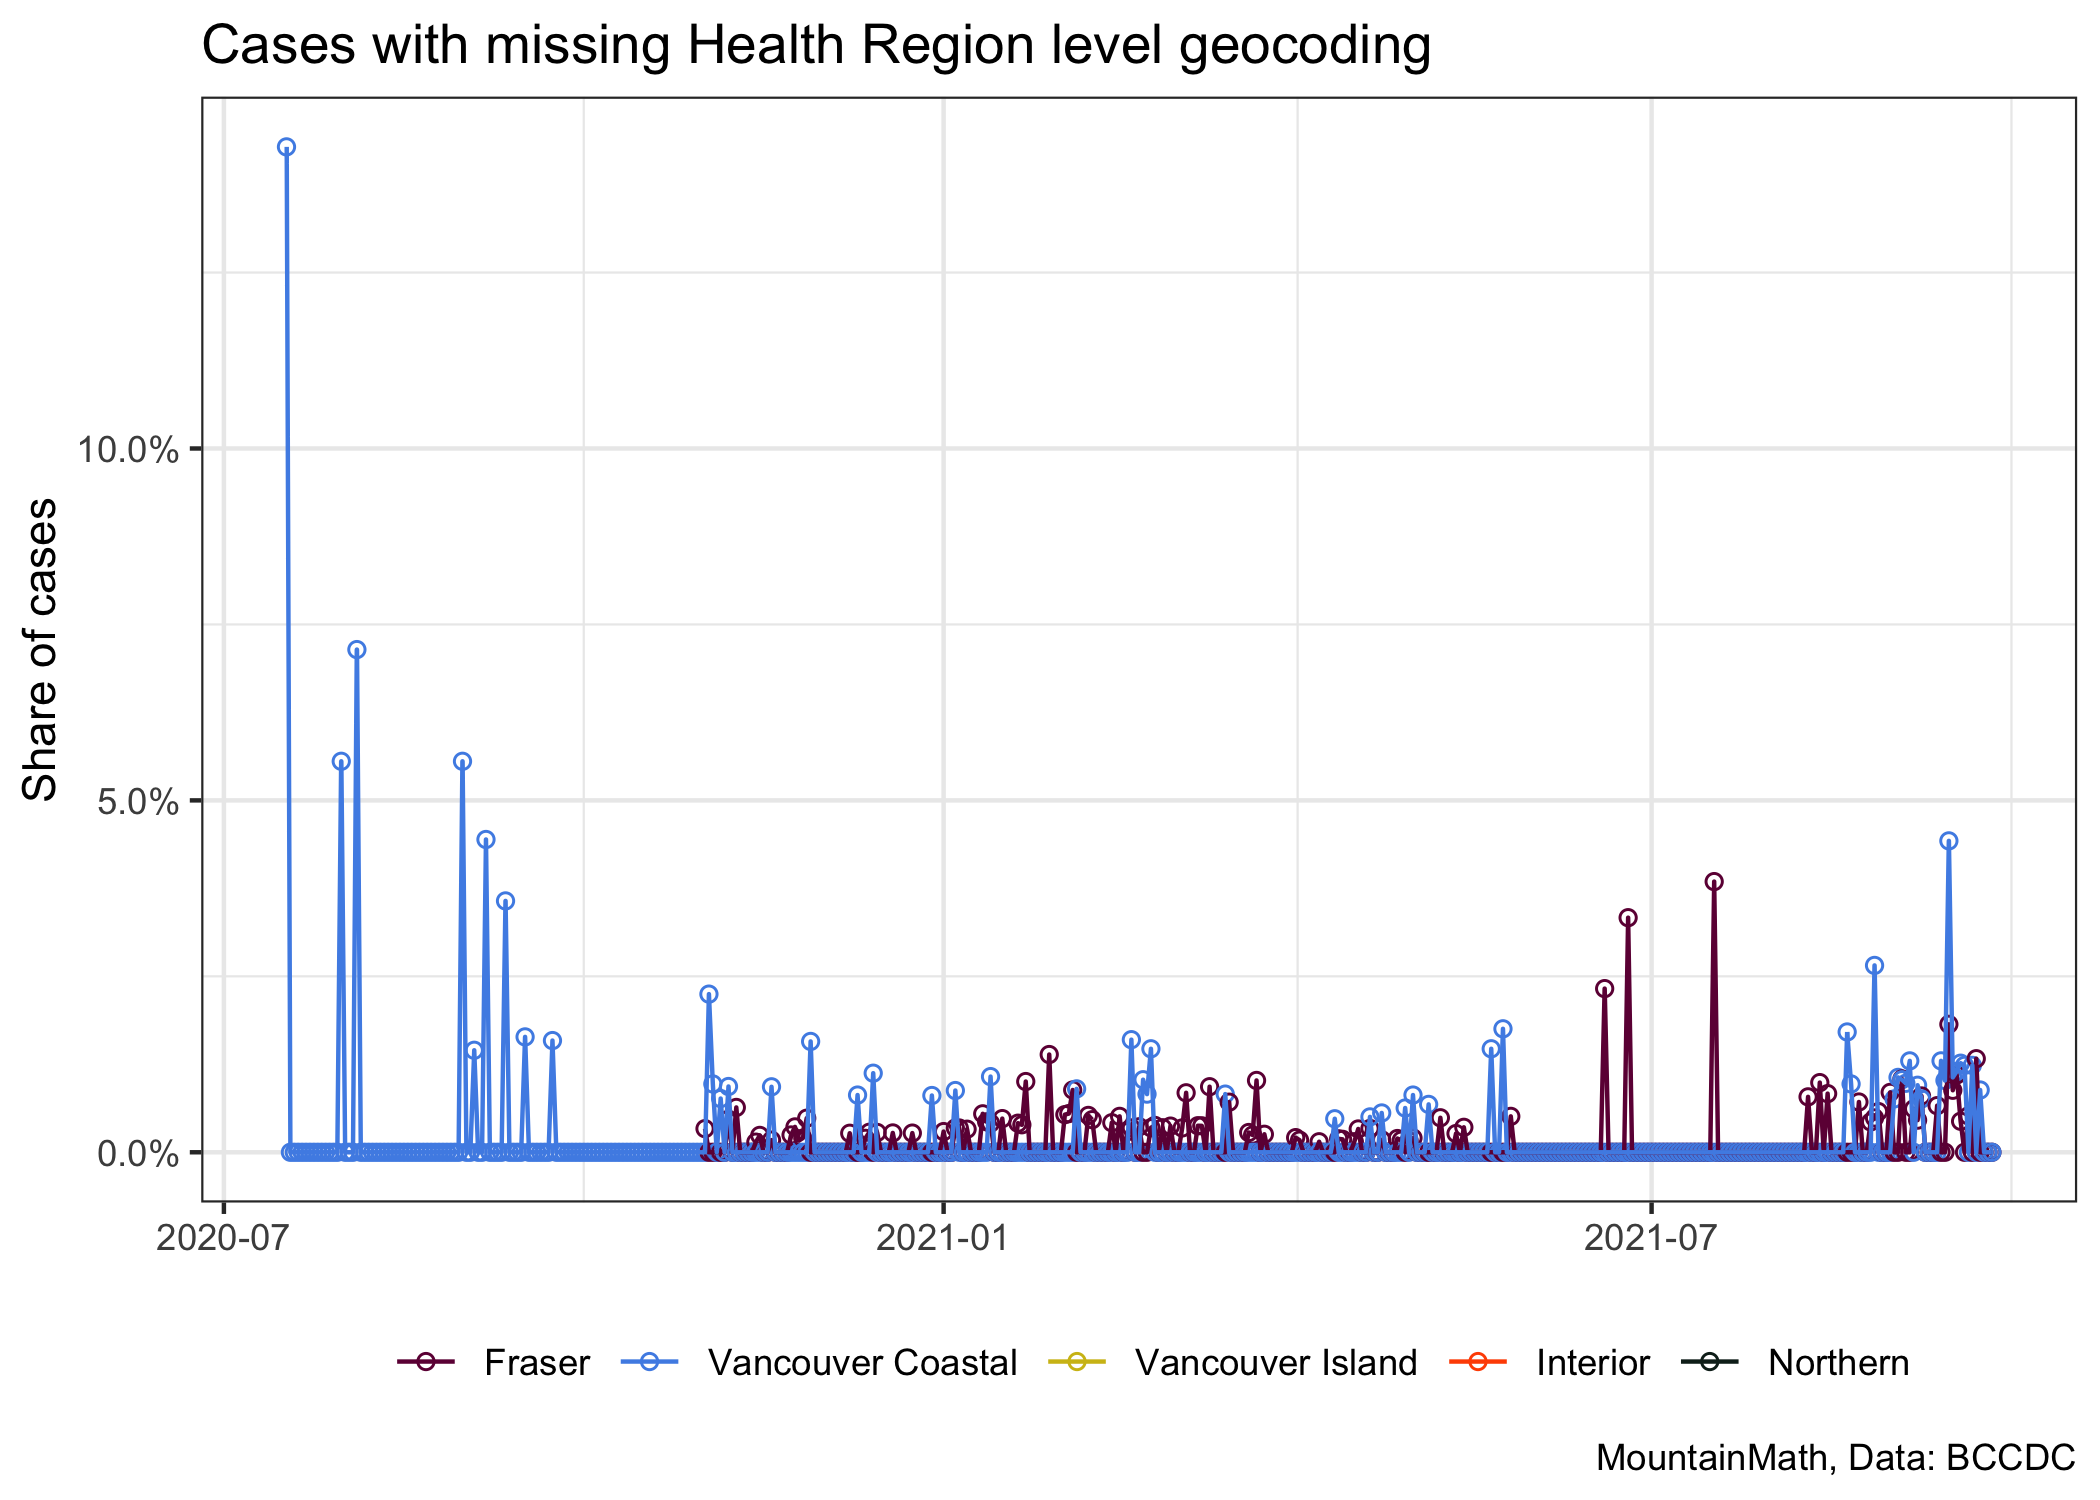 Cases with missing Health Region level geocoding
Share of cases
10.0%
5.0%
0.0%
2020-07 2021-01 2021-07
Fraser Vancouver Coastal Vancouver Island Interior Northern
MountainMath, Data: BCCDC